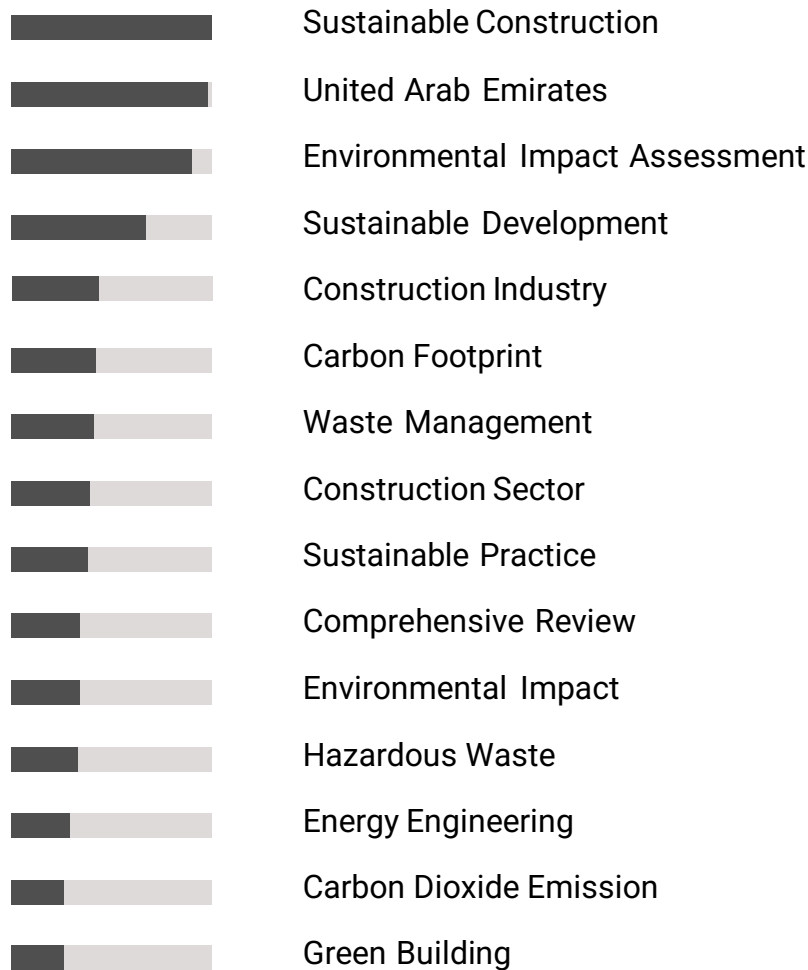 Sustainable Construction
United Arab Emirates
Environmental Impact Assessment
Sustainable Development
Construction Industry
Carbon Footprint
Waste Management
Construction Sector
Sustainable Practice
Comprehensive Review
Environmental Impact
Hazardous Waste
Energy Engineering
Carbon Dioxide Emission
Green Building